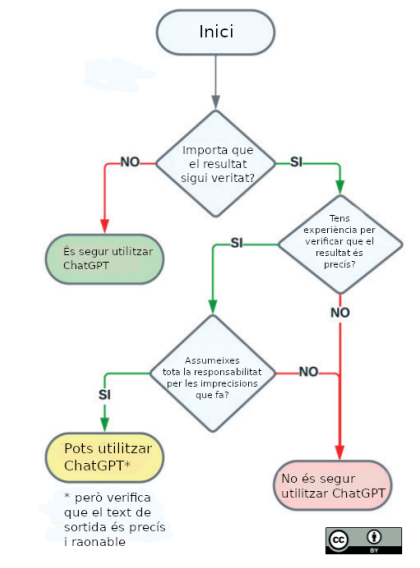 Inici
Importa que
el resultat
sigui veritat?
NO
SI
És segur utilitzar
ChatGPT
Tens
experiència per
verificar que el
resultat és
precís?
SI
NO
Assumeixes
tota la responsabilitat
per les imprecisions
que fa?
NO
SI
Pots utilitzar
ChatGPT*
No és segur
utilitzar ChatGPT
* però verifica
que el text de
sortida és precís
i raonable
cc
BY